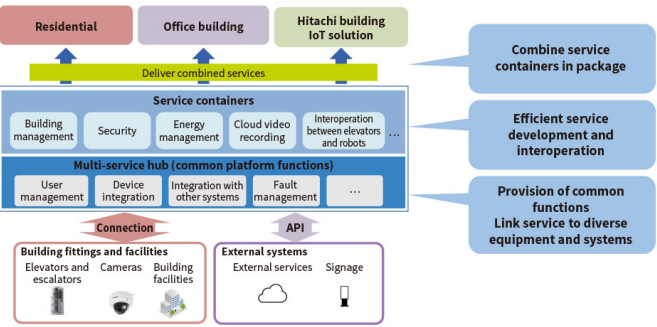 Residential
Office building
Hitachi building
IoT solution
Deliver combined services
Combine service
containers in package
Service containers
Building
management
Security
Energy
management
Cloud video
recording
Interoperation
between elevators
and robots
...
Efficient service
development and
interoperation
Multi-service hub (common platform functions)
User
management
Device
integration
Integration with
other systems
Fault
management
...
Provision of common
functions
Link service to diverse
equipment and systems
Connection
API
Building fittings and facilities
Elevators and
escalators
Cameras
Building
facilities
External systems
External services
Signage